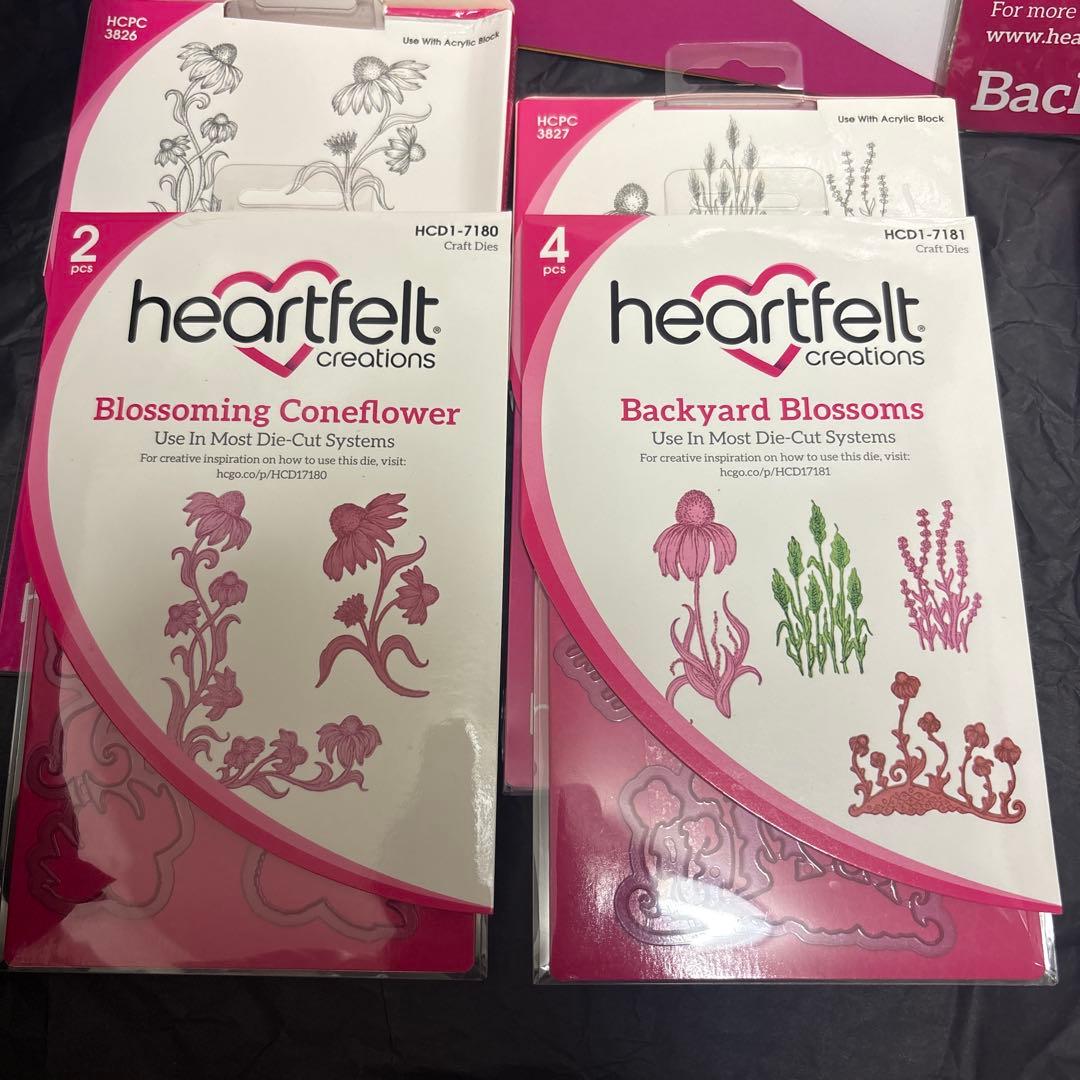 HCPC
3826
Use With Acrylic Block
For more
www.hea
Bac
HCPC
3827
Use With Acrylic Block
2
pcs
HCD1-7180
Craft Dies
heartfelt®
creations
Blossoming Coneflower
Use In Most Die-Cut Systems
For creative inspiration on how to use this die, visit:
hcgo.co/p/HCD17180
4
pcs
HCD1-7181
Craft Dies
heartfelt®
creations
Backyard Blossoms
Use In Most Die-Cut Systems
For creative inspiration on how to use this die, visit:
hcgo.co/p/HCD17181